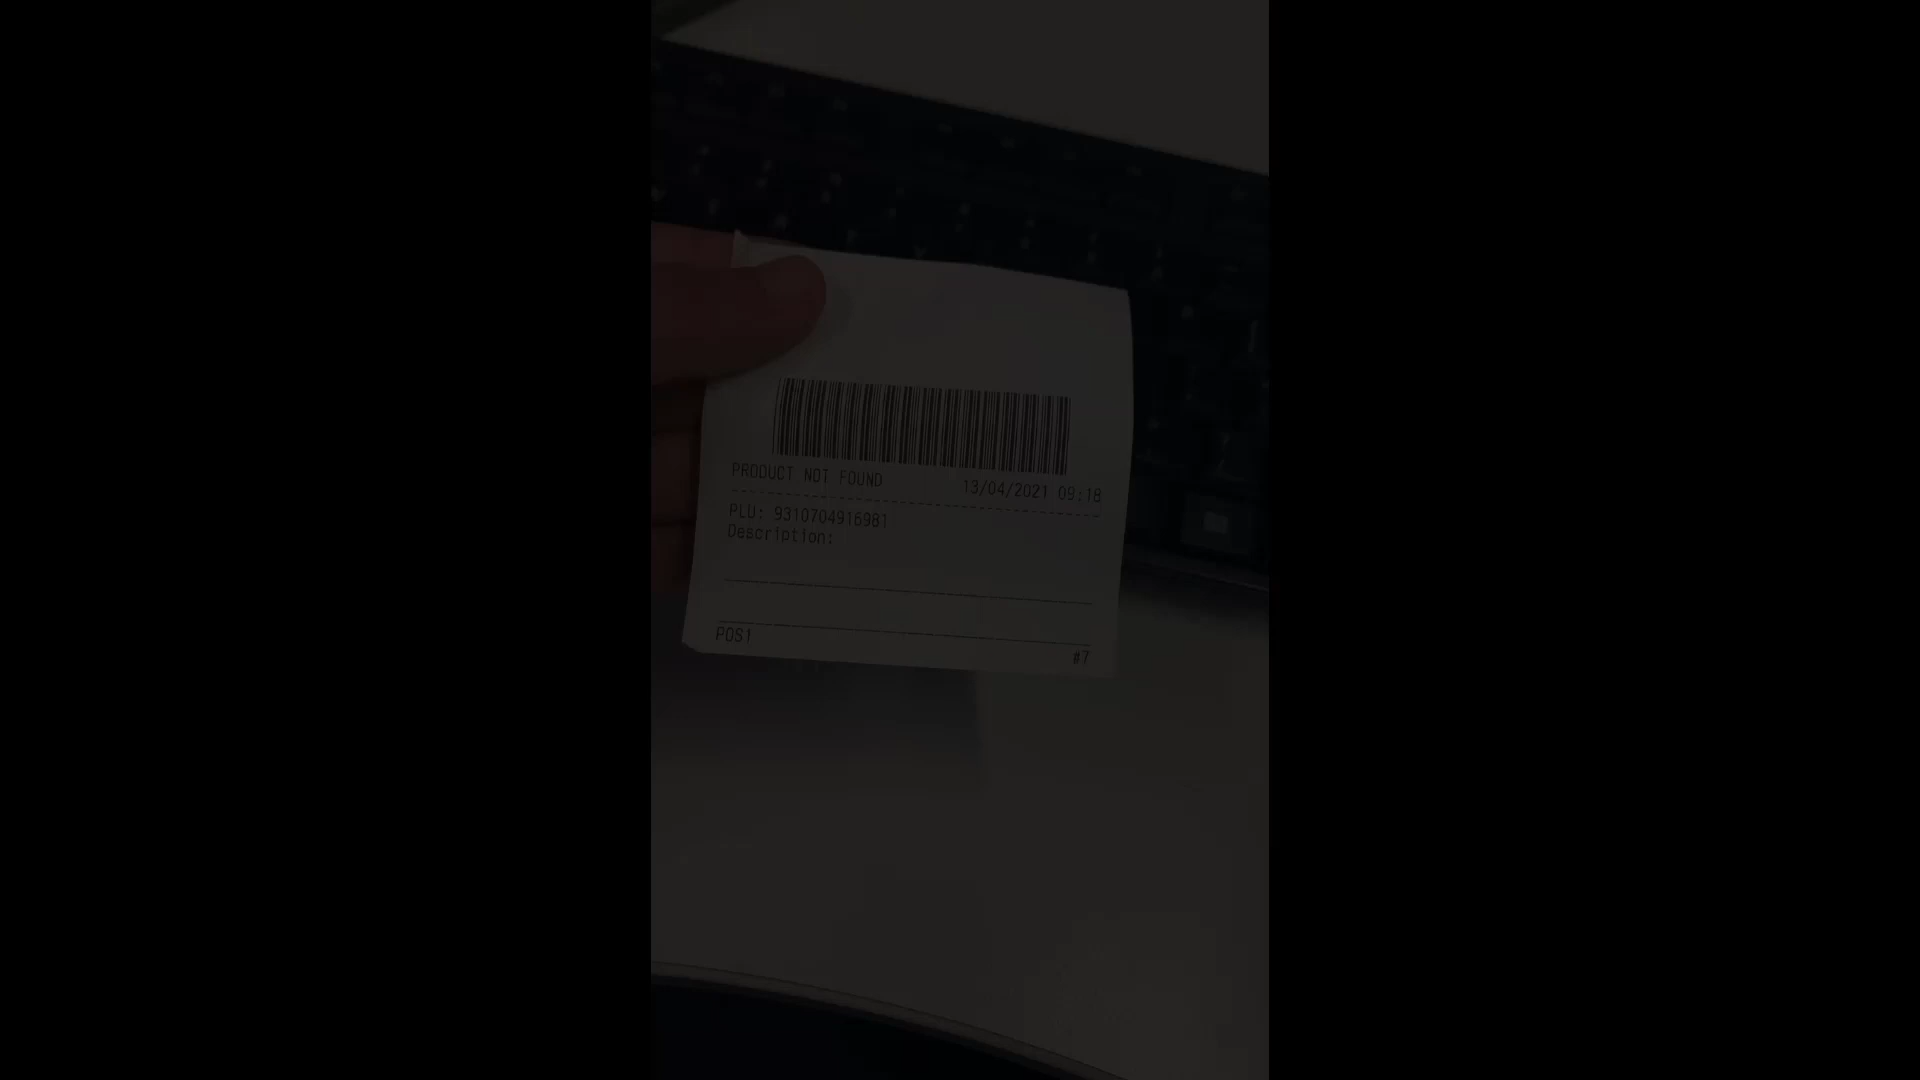 PRODUCT NOT FOUND 13/04/2021 09:18
PLU: 9310704916981
Description:
POS1 #7